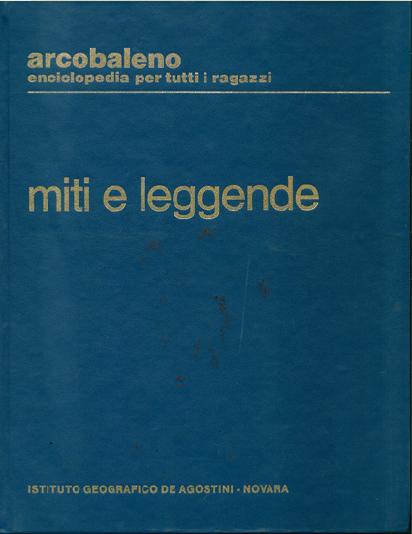 arcobaleno
enciclopedia per tutti i ragazzi
miti e leggende
ISTITUTO GEOGRAFICO DE AGOSTINI - NOVARA